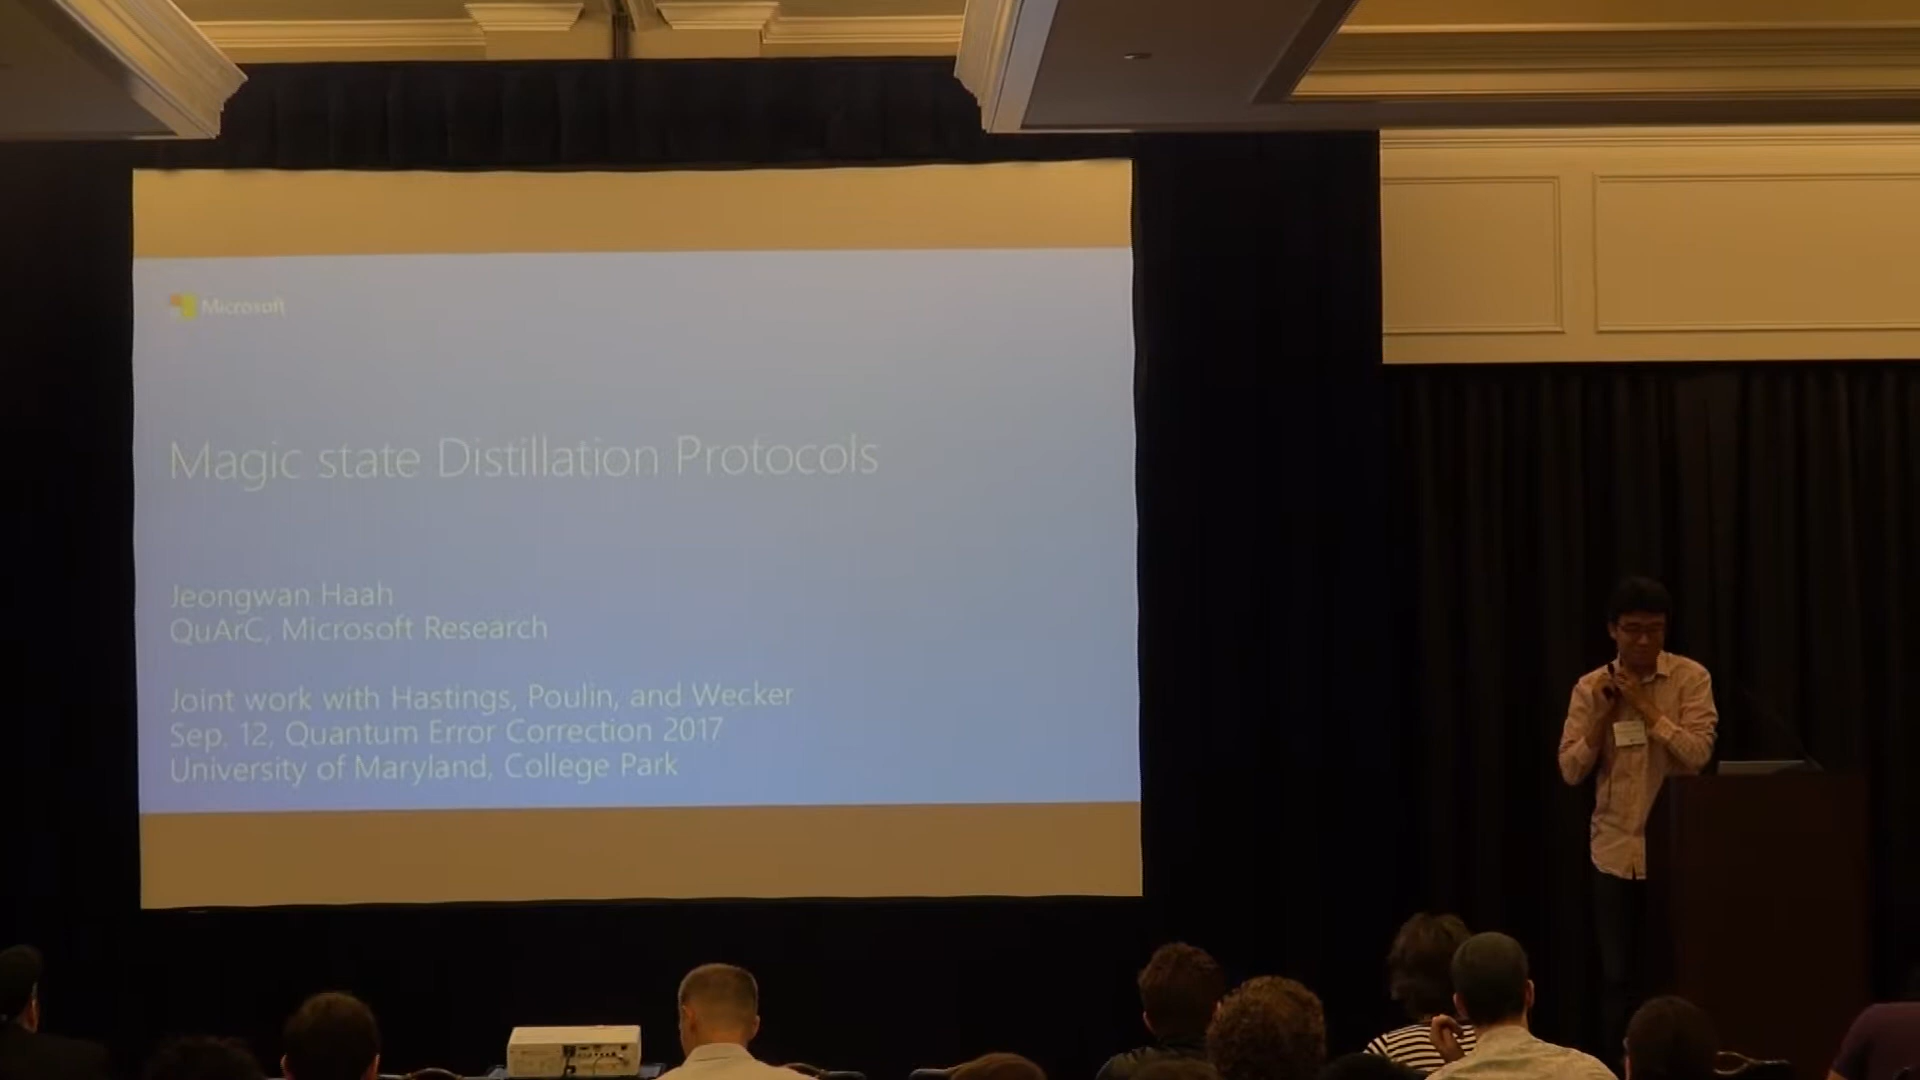 Microsoft
Magic state Distillation Protocols
Jeongwan Haah
QuArC, Microsoft Research
Joint work with Hastings, Poulin, and Wecker
Sep. 12, Quantum Error Correction 2017
University of Maryland, College Park